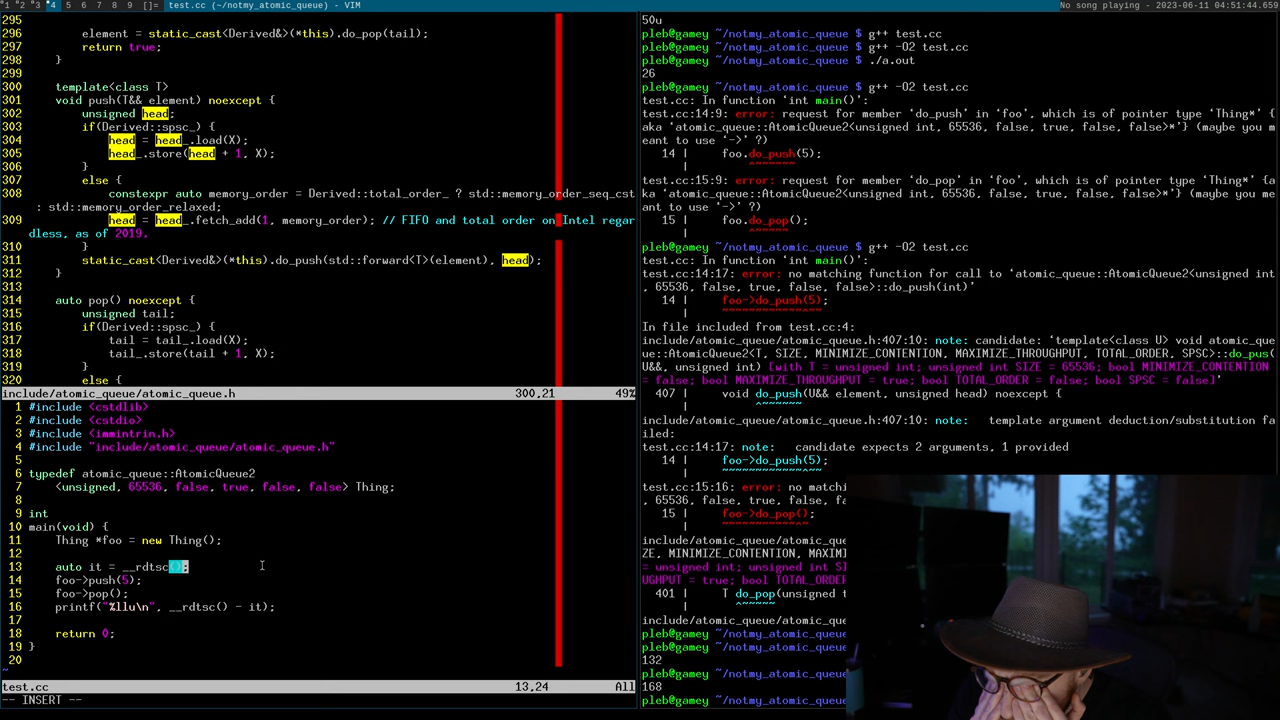 °1 °2 °3 °4 5 6 7 8 9 []= test.cc (~/notmy_atomic_queue) - VIM
No song playing - 2023-06-11 04:51:44.659
295
296 element = static_cast<Derived&>(*this).do_pop(tail);
297 return true;
298 }
299
300 template<class T>
301 void push(T&& element) noexcept {
302 unsigned head;
303 if(Derived::spsc_) {
304 head = head_.load(X);
305 head_.store(head + 1, X);
306 }
307 else {
308 constexpr auto memory_order = Derived::total_order_ ? std::memory_order_seq_cst
: std::memory_order_relaxed;
309 head = head_.fetch_add(1, memory_order); // FIFO and total order on Intel regar
dless, as of 2019.
310 }
311 static_cast<Derived&>(*this).do_push(std::forward<T>(element), head);
312 }
313
314 auto pop() noexcept {
315 unsigned tail;
316 if(Derived::spsc_) {
317 tail = tail_.load(X);
318 tail_.store(tail + 1, X);
319 }
320 else {
include/atomic_queue/atomic_queue.h 300,21 49%
1 #include <cstdlib>
2 #include <cstdio>
3 #include <immintrin.h>
4 #include "include/atomic_queue/atomic_queue.h"
5
6 typedef atomic_queue::AtomicQueue2
7 <unsigned, 65536, false, true, false, false> Thing;
8
9 int
10 main(void) {
11 Thing *foo = new Thing();
12
13 auto it = __rdtsc();
14 foo->push(5);
15 foo->pop();
16 printf("%llu\n", __rdtsc() - it);
17
18 return 0;
19 }
20
~
test.cc 13,24 All
-- INSERT --
50u
pleb@gamey ~/notmy_atomic_queue $ g++ test.cc
pleb@gamey ~/notmy_atomic_queue $ g++ -O2 test.cc
pleb@gamey ~/notmy_atomic_queue $ ./a.out
26
pleb@gamey ~/notmy_atomic_queue $ g++ -O2 test.cc
test.cc: In function ‘int main()’:
test.cc:14:9: error: request for member ‘do_push’ in ‘foo’, which is of pointer type ‘Thing*’ {
aka ‘atomic_queue::AtomicQueue2<unsigned int, 65536, false, true, false, false>*’} (maybe you m
eant to use ‘->’ ?)
14 | foo.do_push(5);
| ^~~~~~~
test.cc:15:9: error: request for member ‘do_pop’ in ‘foo’, which is of pointer type ‘Thing*’ {a
ka ‘atomic_queue::AtomicQueue2<unsigned int, 65536, false, true, false, false>*’} (maybe you me
ant to use ‘->’ ?)
15 | foo.do_pop();
| ^~~~~~
pleb@gamey ~/notmy_atomic_queue $ g++ -O2 test.cc
test.cc: In function ‘int main()’:
test.cc:14:17: error: no matching function for call to ‘atomic_queue::AtomicQueue2<unsigned int
, 65536, false, true, false, false>::do_push(int)’
14 | foo->do_push(5);
| ~~~~~~~~~~~~^~~
In file included from test.cc:4:
include/atomic_queue/atomic_queue.h:407:10: note: candidate: ‘template<class U> void atomic_que
ue::AtomicQueue2<T, SIZE, MINIMIZE_CONTENTION, MAXIMIZE_THROUGHPUT, TOTAL_ORDER, SPSC>::do_pus(
U&&, unsigned int) [with T = unsigned int; unsigned int SIZE = 65536; bool MINIMIZE_CONTENTION
= false; bool MAXIMIZE_THROUGHPUT = true; bool TOTAL_ORDER = false; bool SPSC = false]’
407 | void do_push(U&& element, unsigned head) noexcept {
| ^~~~~~~
include/atomic_queue/atomic_queue.h:407:10: note: template argument deduction/substitution fa
iled:
test.cc:14:17: note: candidate expects 2 arguments, 1 provided
14 | foo->do_push(5);
| ~~~~~~~~~~~~^~~
test.cc:15:16: error: no matchi
, 65536, false, true, false, fa
15 | foo->do_pop();
| ~~~~~~~~~~~^~
include/atomic_queue/atomic_que
ZE, MINIMIZE_CONTENTION, MAXIMI
= unsigned int; unsigned int SI
UGHPUT = true; bool TOTAL_ORDER
401 | T do_pop(unsigned t
| ^~~~~~
include/atomic_queue/atomic_que
pleb@gamey ~/notmy_atomic_queue
pleb@gamey ~/notmy_atomic_queue
132
pleb@gamey ~/notmy_atomic_queue
168
pleb@gamey ~/notmy_atomic_queue